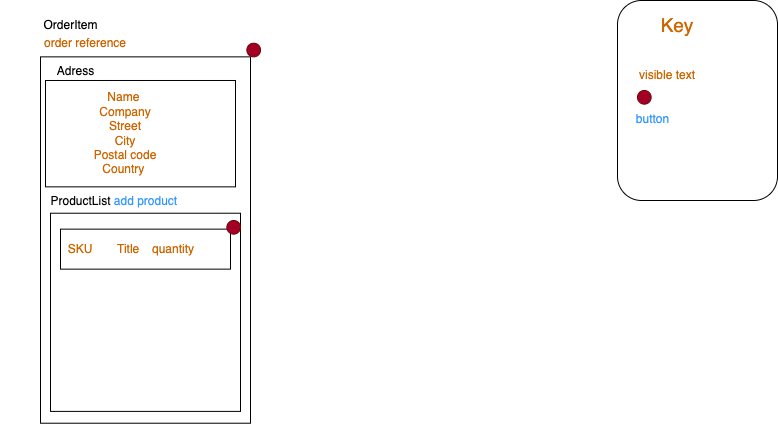 OrderItem
order reference
Adress
Name
Company
Street
City
Postal code
Country
ProductList add product
SKU Title quantity
Key
visible text
button